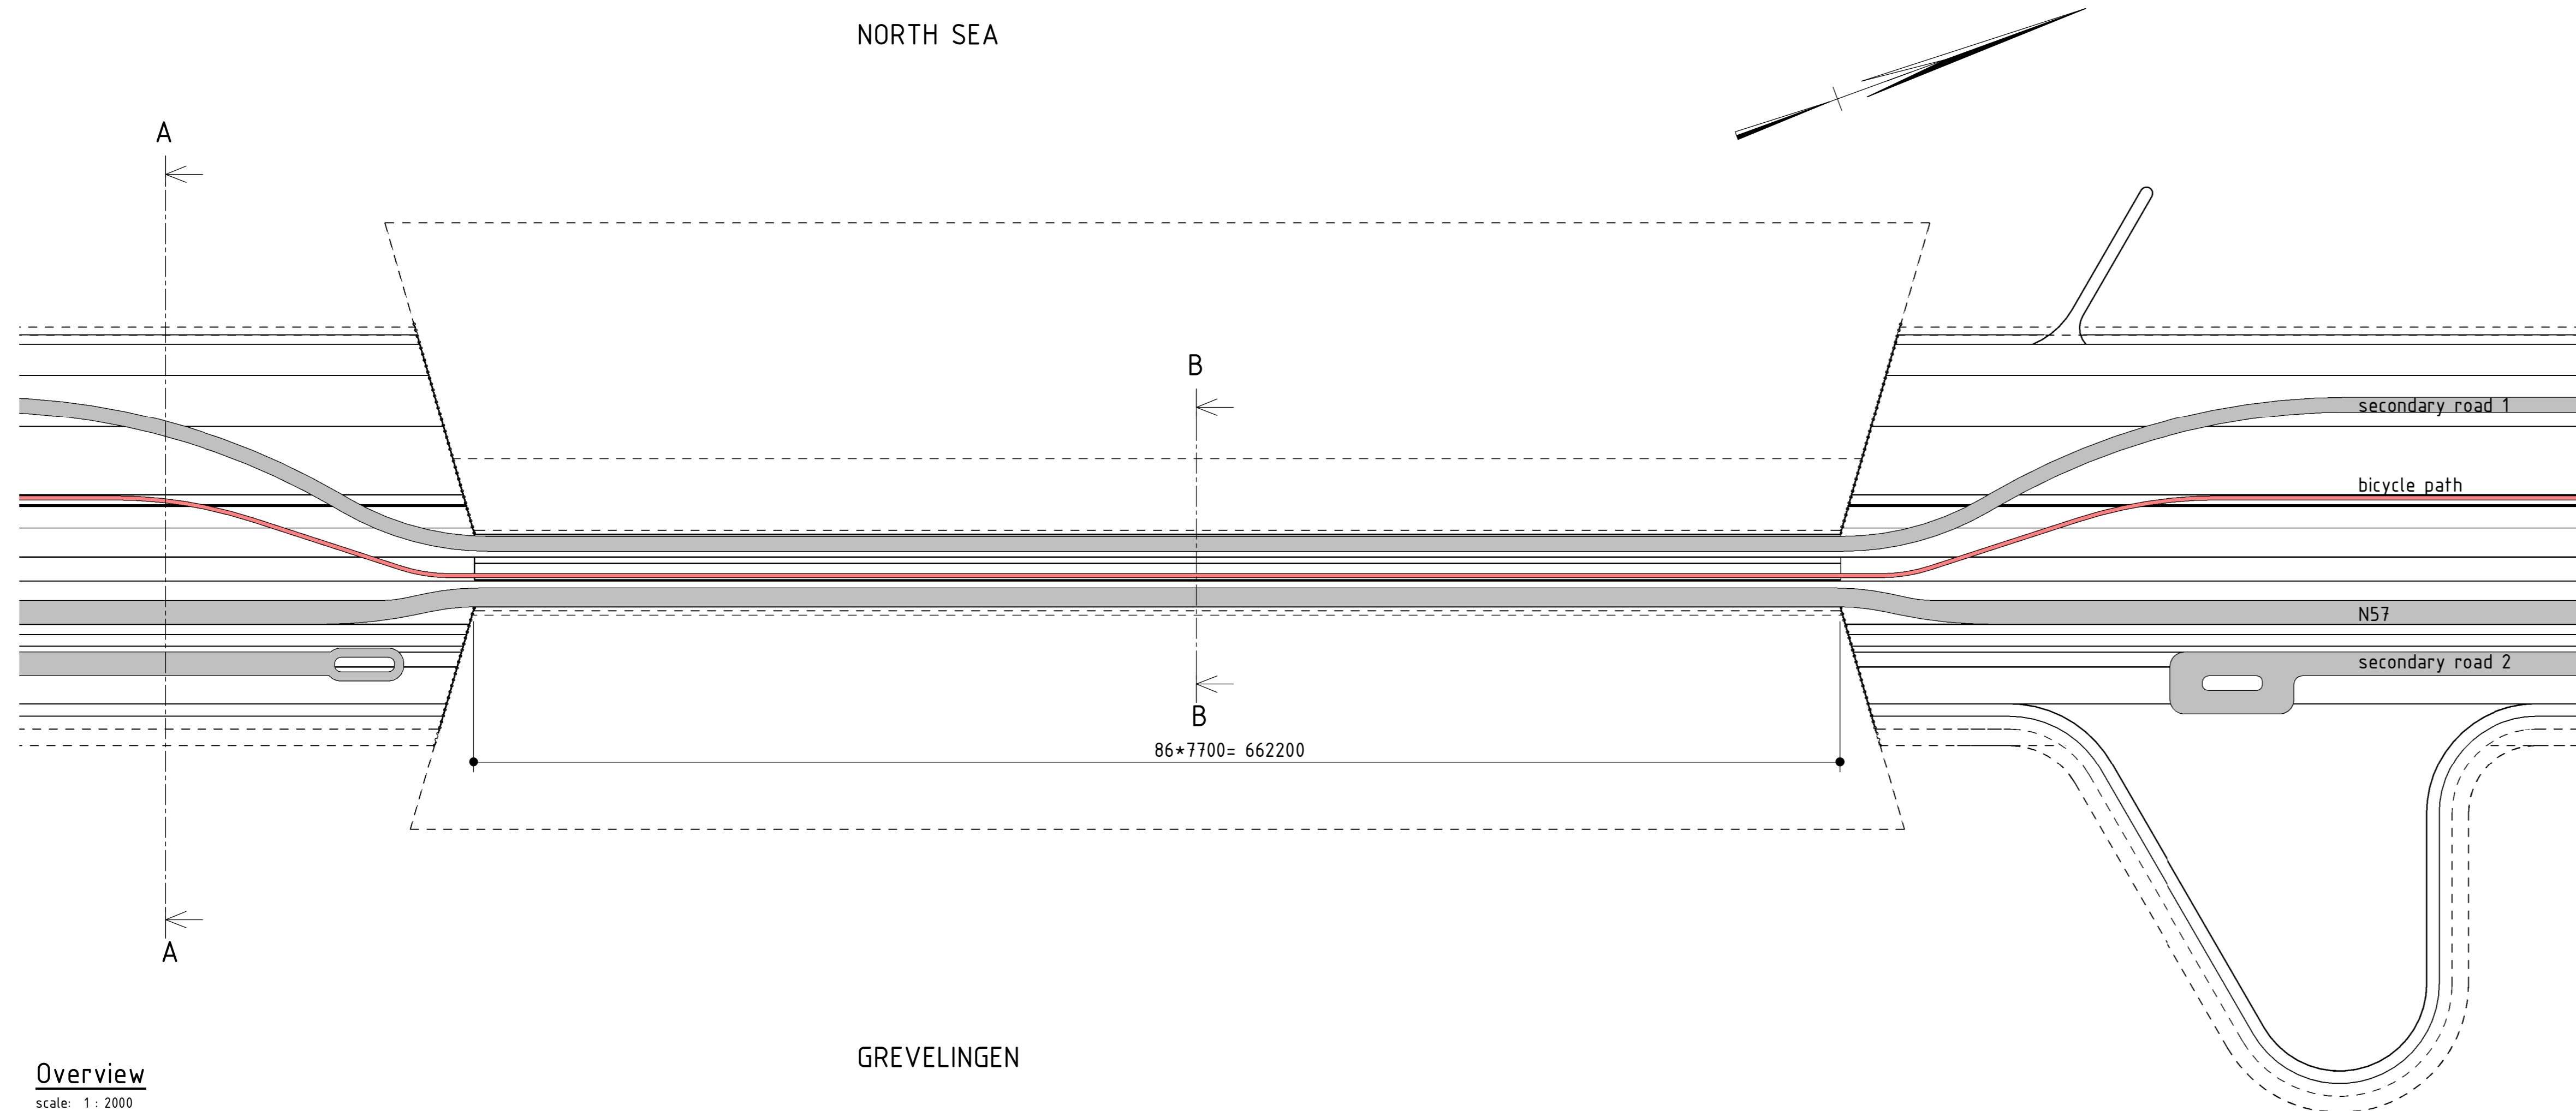 NORTH SEA
A
B
secondary road 1
bicycle path
N57
secondary road 2
B
86*7700= 662200
A
GREVELINGEN
Overview
scale: 1 : 2000